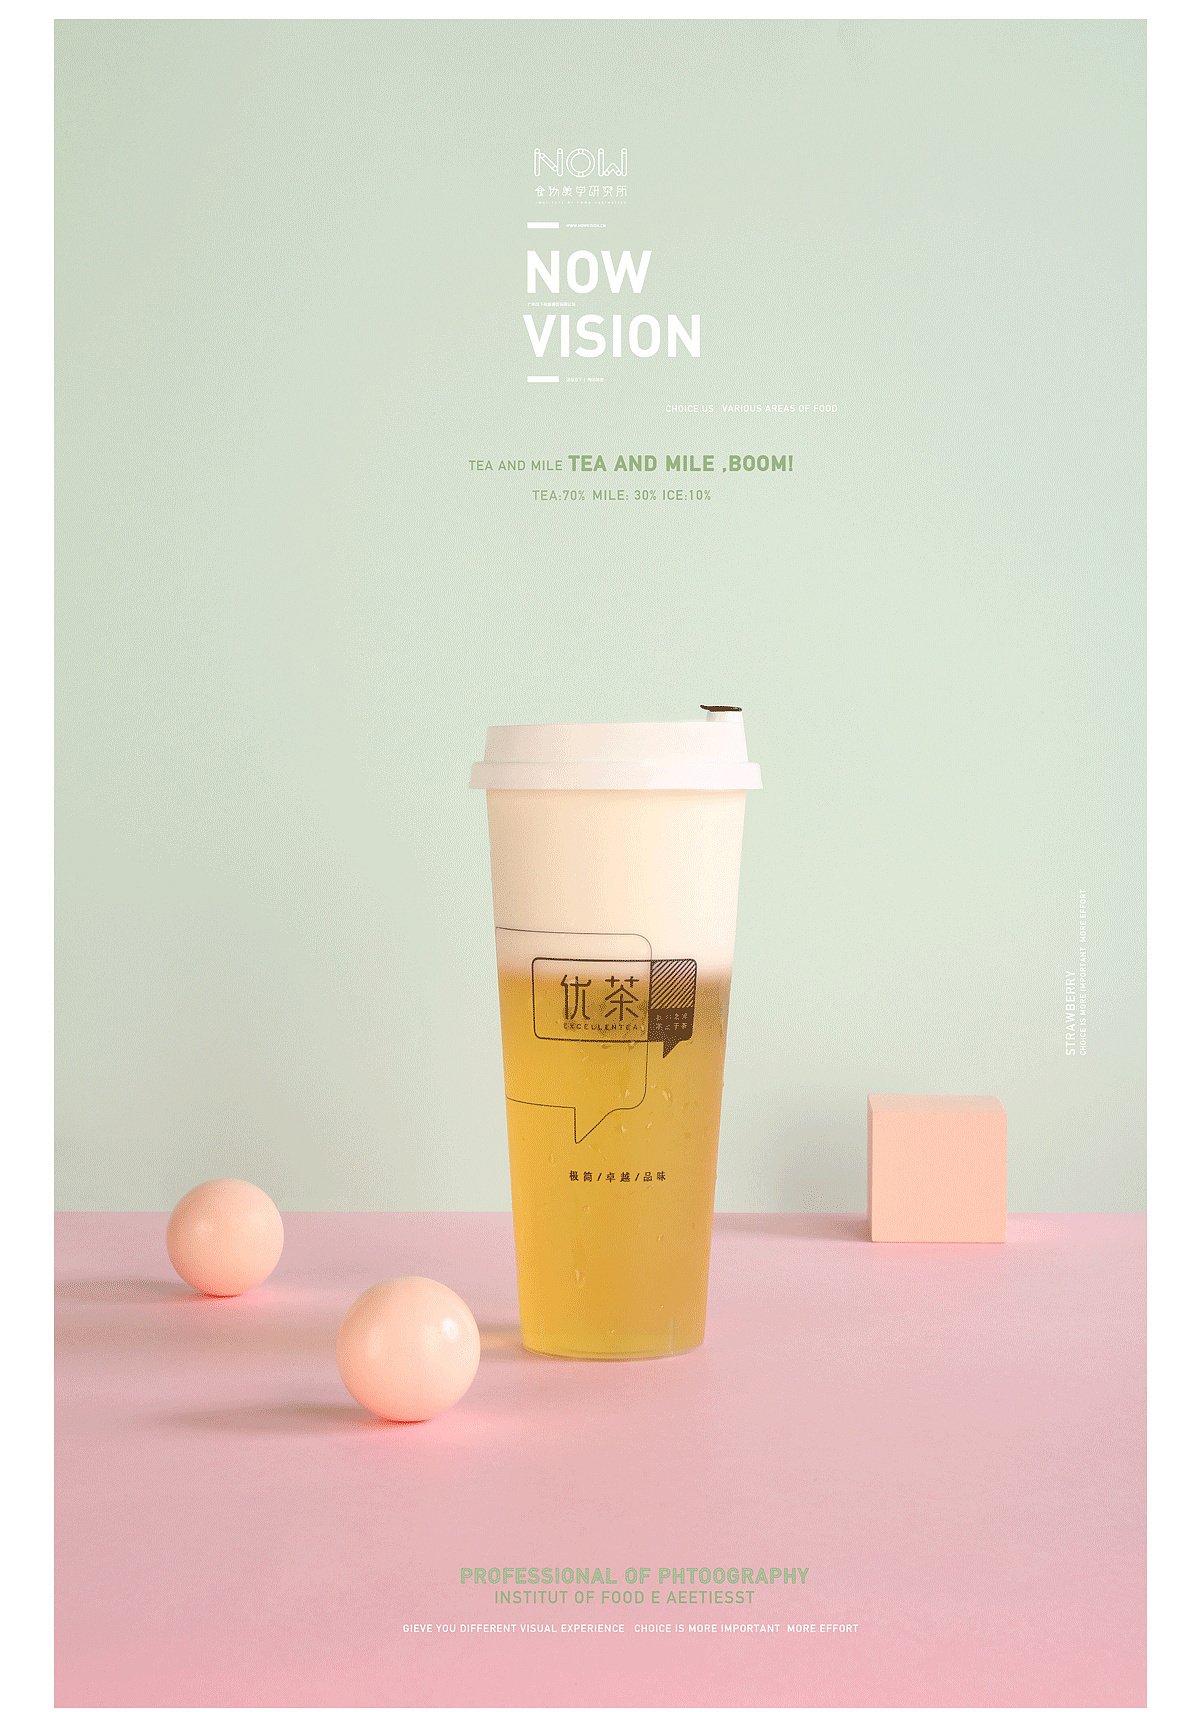 NOW
食物美学研究所
NOW
VISION
CHOICE US VARIOUS AREAS OF FOOD
TEA AND MILE TEA AND MILE ,BOOM!
TEA:70% MILE: 30% ICE:10%
优茶
EXCELLENTEA
极简/卓越/品味
STRAWBERRY
CHOICE IS MORE IMPORTANT MORE EFFORT
PROFESSIONAL OF PHTOOGRAPHY
INSTITUT OF FOOD E AEETIESST
GIEVE YOU DIFFERENT VISUAL EXPERIENCE CHOICE IS MORE IMPORTANT MORE EFFORT